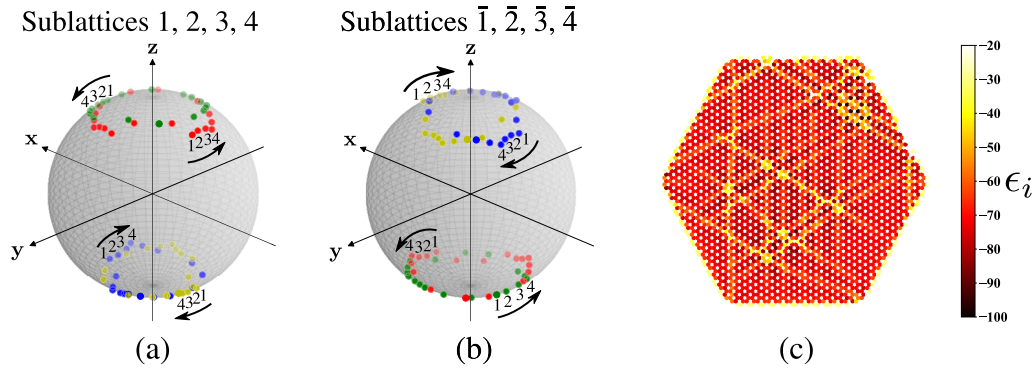 Sublattices 1, 2, 3, 4
z
4321
1234
x
y
1234
4321
(a)
Sublattices 1̄, 2̄, 3̄, 4̄
z
1234
4321
x
y
4321
1234
(b)
−20
−30
−40
−50
−60
−70
−80
−90
−100
ϵᵢ
(c)